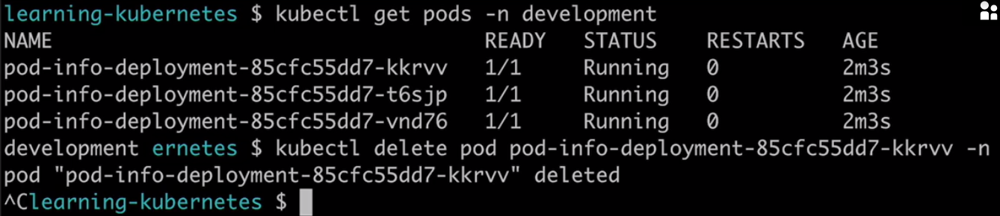 learning-kubernetes $ kubectl get pods -n development
NAME READY STATUS RESTARTS AGE
pod-info-deployment-85cfc55dd7-kkrvv 1/1 Running 0 2m3s
pod-info-deployment-85cfc55dd7-t6sjp 1/1 Running 0 2m3s
pod-info-deployment-85cfc55dd7-vnd76 1/1 Running 0 2m3s
development ernetes $ kubectl delete pod pod-info-deployment-85cfc55dd7-kkrvv -n
pod "pod-info-deployment-85cfc55dd7-kkrvv" deleted
^Clearning-kubernetes $